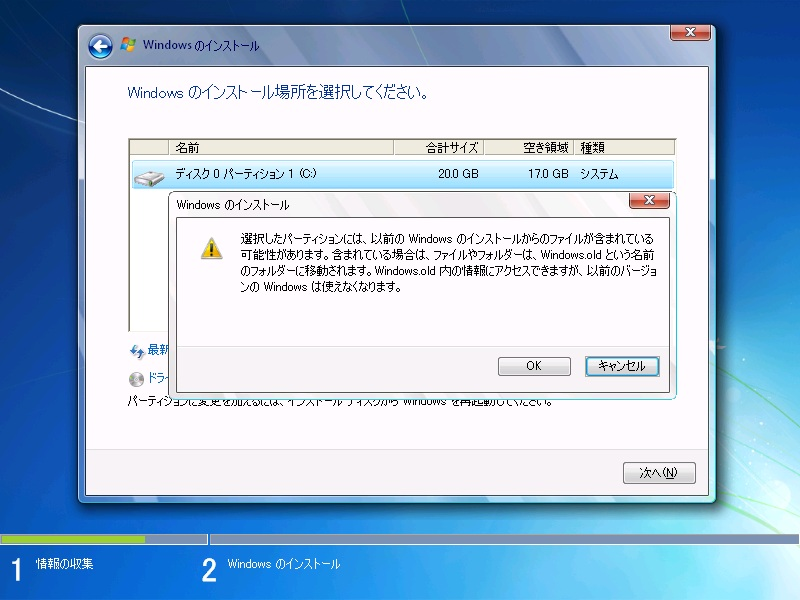 Windows のインストール
Windows のインストール場所を選択してください。
名前 合計サイズ 空き領域 種類
ディスク 0 パーティション 1 (C:) 20.0 GB 17.0 GB システム
Windows のインストール
選択したパーティションには、以前の Windows のインストールからのファイルが含まれている
可能性があります。含まれている場合は、ファイルやフォルダーは、Windows.old という名前
のフォルダーに移動されます。Windows.old 内の情報にアクセスできますが、以前のバージョ
ンの Windows は使えなくなります。
OK キャンセル
最新
ドラ
パーティションに変更を加えるには、インストール ディスクから Windows を再起動してください。
次へ(N)
1 情報の収集 2 Windows のインストール